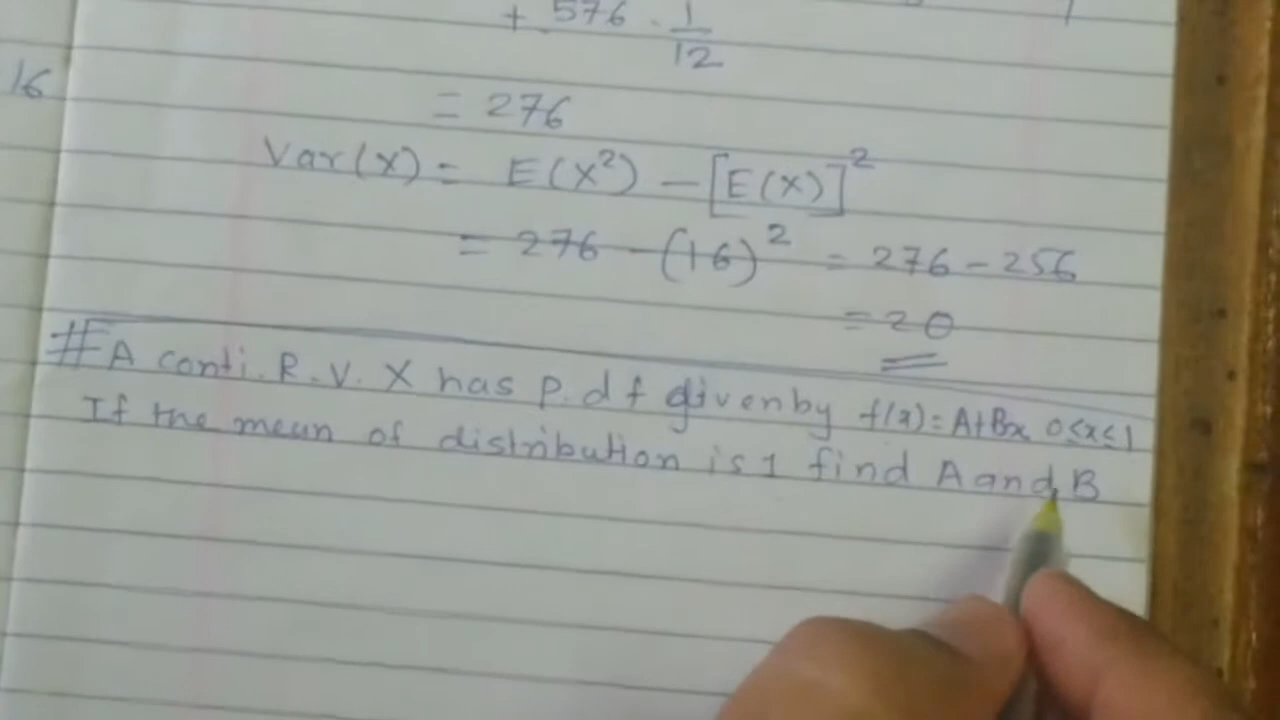 + 576 · 1/12
16
= 276
Var(X) = E(X²) − [E(X)]²
= 276 − (16)² = 276 − 256
= 20
# A conti. R.V. X has p.d f given by f(x) = A+Bx 0≤x≤1
If the mean of distribution is 1 find A and B